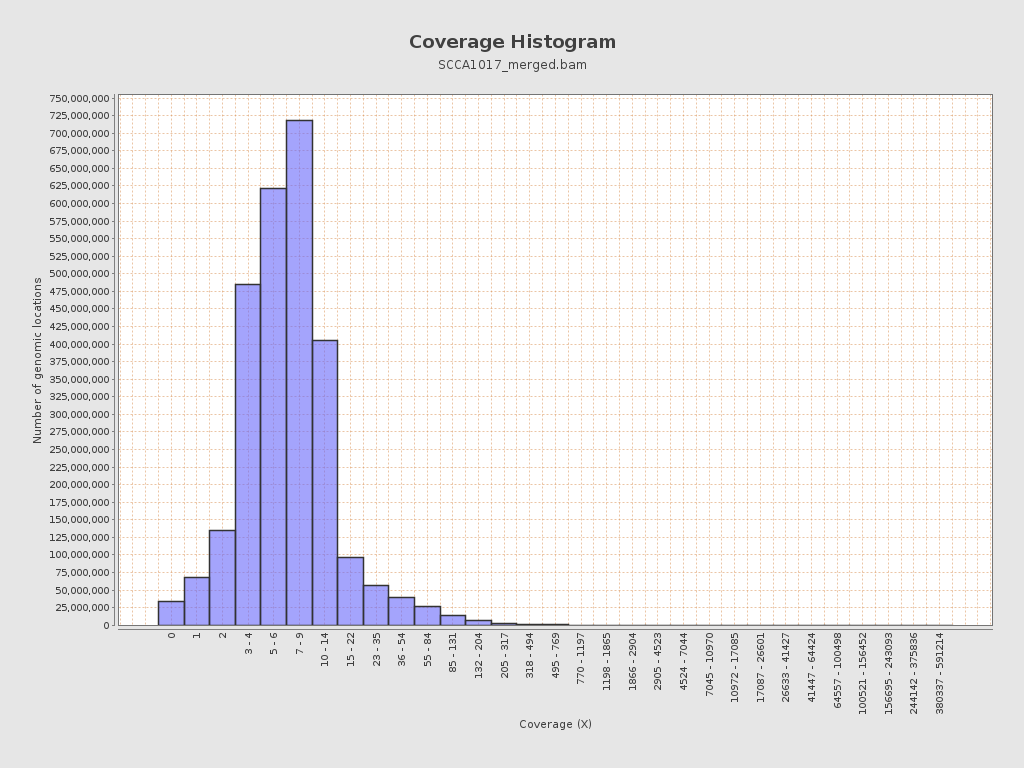 Coverage Histogram
SCCA1017_merged.bam
Number of genomic locations
750,000,000
725,000,000
700,000,000
675,000,000
650,000,000
625,000,000
600,000,000
575,000,000
550,000,000
525,000,000
500,000,000
475,000,000
450,000,000
425,000,000
400,000,000
375,000,000
350,000,000
325,000,000
300,000,000
275,000,000
250,000,000
225,000,000
200,000,000
175,000,000
150,000,000
125,000,000
100,000,000
75,000,000
50,000,000
25,000,000
0
0
1
2
3 - 4
5 - 6
7 - 9
10 - 14
15 - 22
23 - 35
36 - 54
55 - 84
85 - 131
132 - 204
205 - 317
318 - 494
495 - 769
770 - 1197
1198 - 1865
1866 - 2904
2905 - 4523
4524 - 7044
7045 - 10970
10972 - 17085
17087 - 26601
26633 - 41427
41447 - 64424
64557 - 100498
100521 - 156452
156695 - 243093
244142 - 375836
380337 - 591214
Coverage (X)